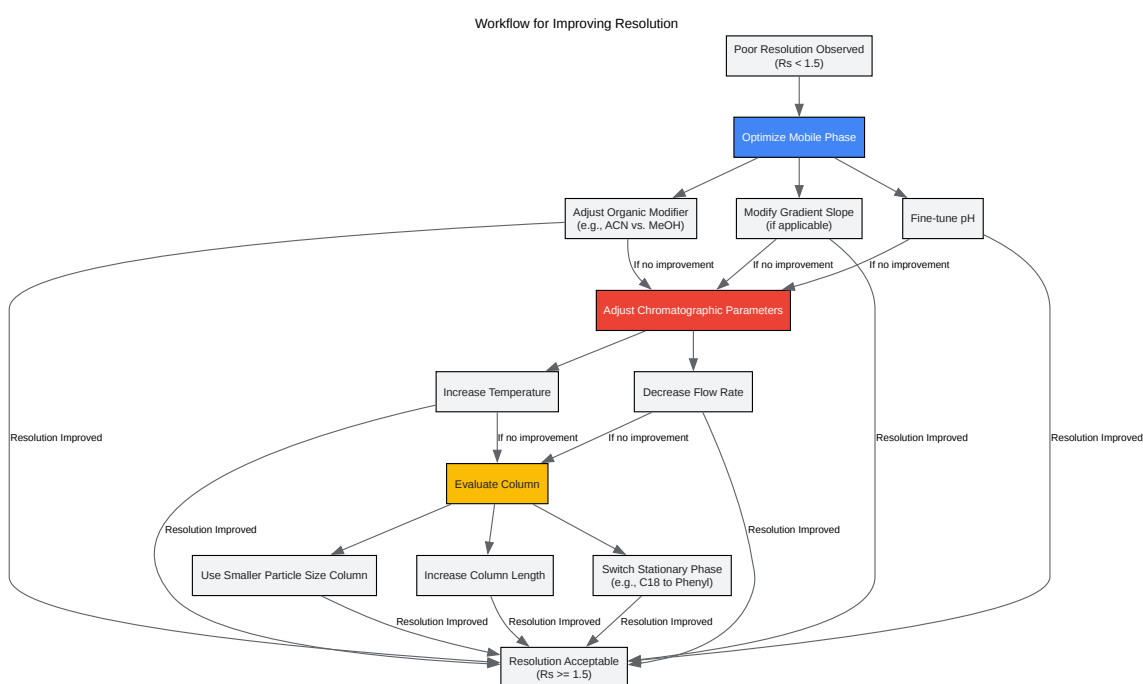 Workflow for Improving Resolution
Poor Resolution Observed
(Rs < 1.5)
Optimize Mobile Phase
Adjust Organic Modifier
(e.g., ACN vs. MeOH)
Modify Gradient Slope
(if applicable)
Fine-tune pH
If no improvement
If no improvement
If no improvement
Adjust Chromatographic Parameters
Increase Temperature
Decrease Flow Rate
Resolution Improved
If no improvement
If no improvement
Resolution Improved
Resolution Improved
Evaluate Column
Resolution Improved
Resolution Improved
Use Smaller Particle Size Column
Increase Column Length
Switch Stationary Phase
(e.g., C18 to Phenyl)
Resolution Improved
Resolution Improved
Resolution Improved
Resolution Acceptable
(Rs >= 1.5)